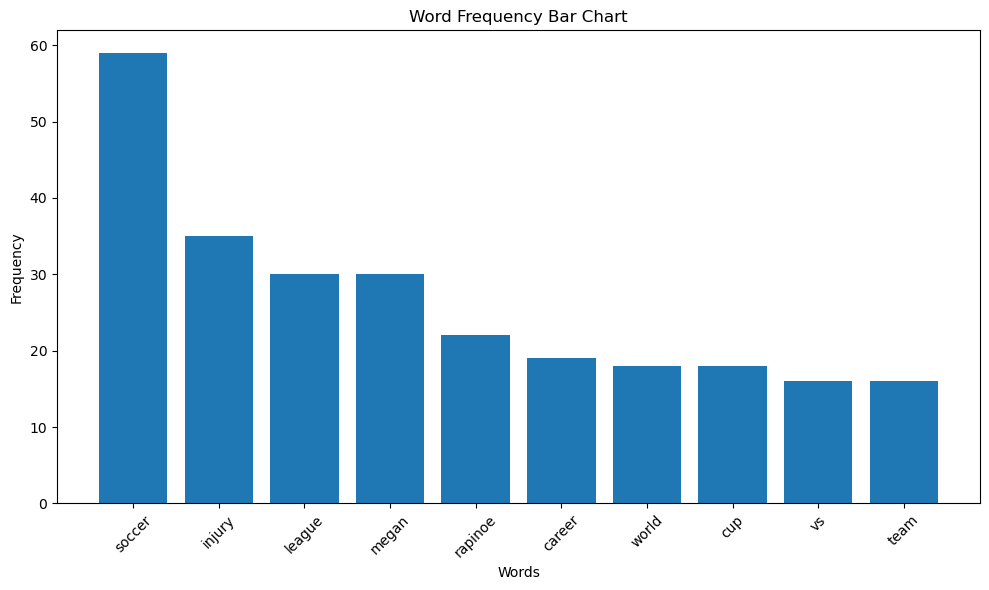 Word Frequency Bar Chart
Frequency
60
50
40
30
20
10
0
soccer
injury
league
megan
rapinoe
career
world
cup
vs
team
Words